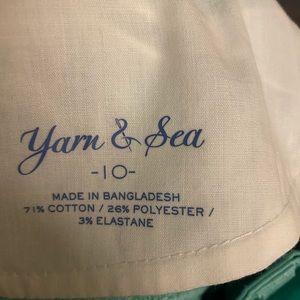 Yarn & Sea
-10-
MADE IN BANGLADESH
71% COTTON / 26% POLYESTER /
3% ELASTANE